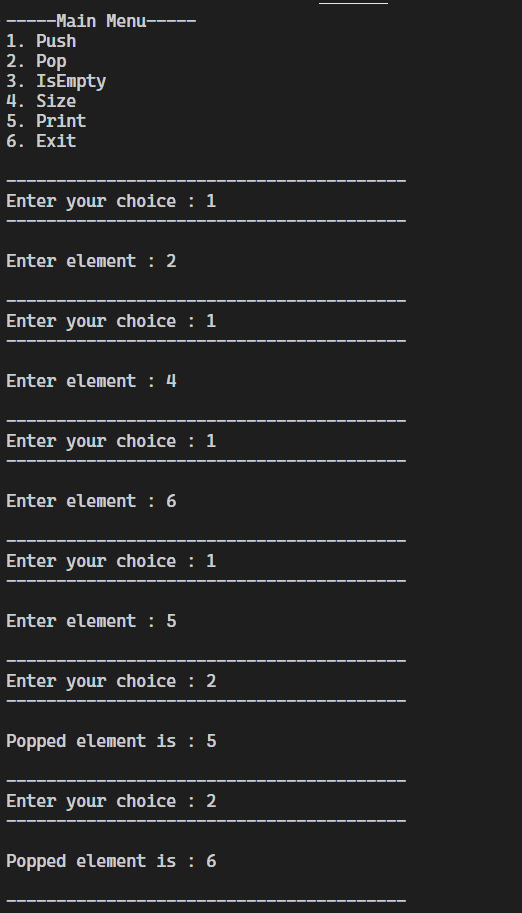 -----Main Menu-----
1. Push
2. Pop
3. IsEmpty
4. Size
5. Print
6. Exit
----------------------------------------
Enter your choice : 1
----------------------------------------
Enter element : 2
----------------------------------------
Enter your choice : 1
----------------------------------------
Enter element : 4
----------------------------------------
Enter your choice : 1
----------------------------------------
Enter element : 6
----------------------------------------
Enter your choice : 1
----------------------------------------
Enter element : 5
----------------------------------------
Enter your choice : 2
----------------------------------------
Popped element is : 5
----------------------------------------
Enter your choice : 2
----------------------------------------
Popped element is : 6
----------------------------------------